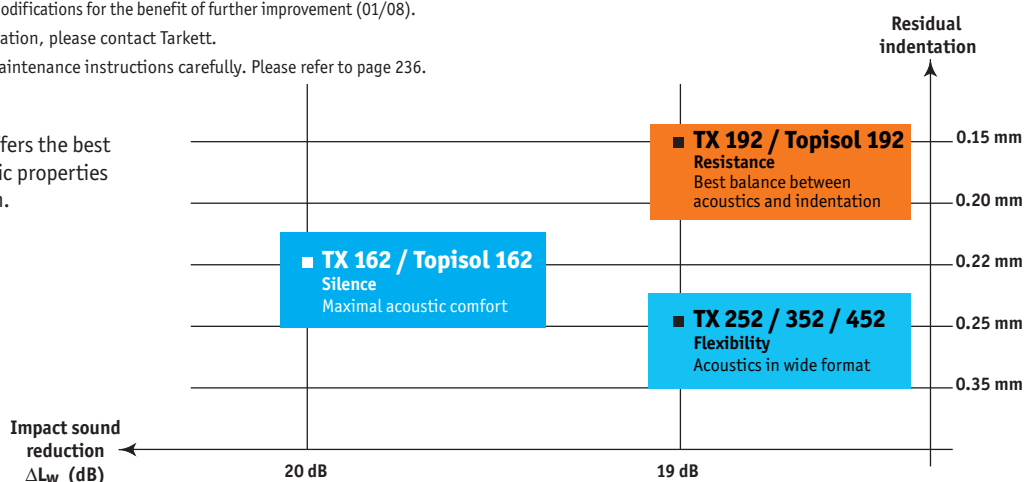 odifications for the benefit of further improvement (01/08).
ation, please contact Tarkett.
aintenance instructions carefully. Please refer to page 236.
fers the best
ic properties
Residual
indentation
TX 192 / Topisol 192
Resistance
Best balance between
acoustics and indentation
0.15 mm
0.20 mm
TX 162 / Topisol 162
Silence
Maximal acoustic comfort
0.22 mm
TX 252 / 352 / 452
Flexibility
Acoustics in wide format
0.25 mm
0.35 mm
Impact sound
reduction
ΔLw (dB)
20 dB
19 dB